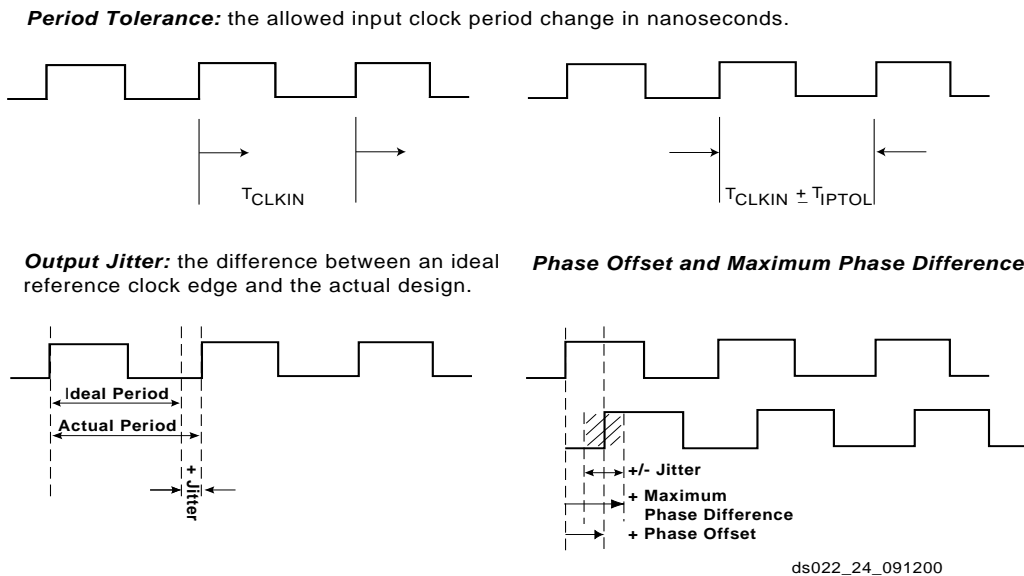 Period Tolerance: the allowed input clock period change in nanoseconds.
TCLKIN
TCLKIN ± TIPTOL
Output Jitter: the difference between an ideal
reference clock edge and the actual design.
Phase Offset and Maximum Phase Difference
Ideal Period
Actual Period
+ Jitter
+/- Jitter
+ Maximum
Phase Difference
+ Phase Offset
ds022_24_091200